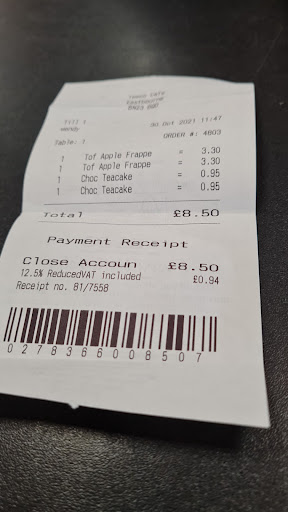 Eastbourne
Till 1
Wendy
30 Oct 2021 11:47
Table: 1
ORDER #: 4803
1 Tof Apple Frappe = 3.30
1 Tof Apple Frappe = 3.30
1 Choc Teacake = 0.95
1 Choc Teacake = 0.95
Total £8.50
Payment Receipt
Close Accoun £8.50
12.5% ReducedVAT included £0.94
Receipt no. 81/7558
0278366008507